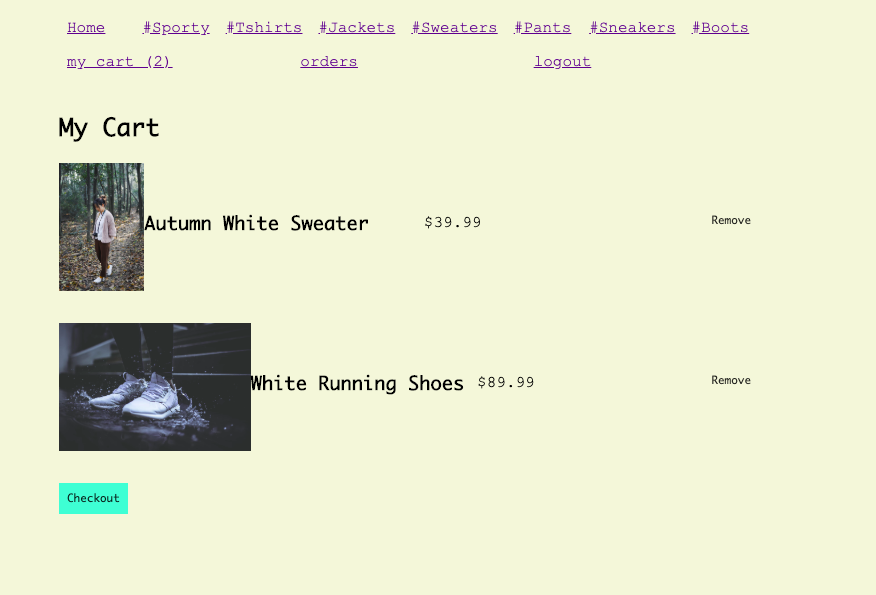 Home #Sporty #Tshirts #Jackets #Sweaters #Pants #Sneakers #Boots
my cart (2) orders logout
My Cart
Autumn White Sweater $39.99 Remove
White Running Shoes $89.99 Remove
Checkout